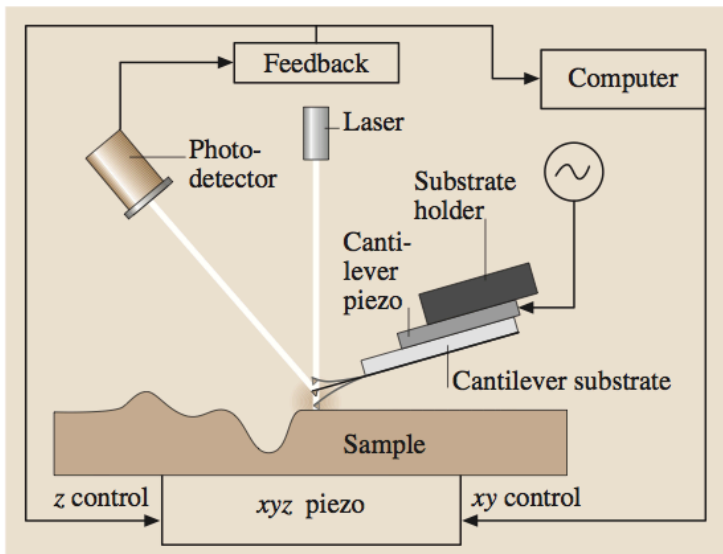 Feedback
Computer
Laser
Photo-
detector
Substrate
holder
Canti-
lever
piezo
Cantilever substrate
Sample
z control
xyz piezo
xy control